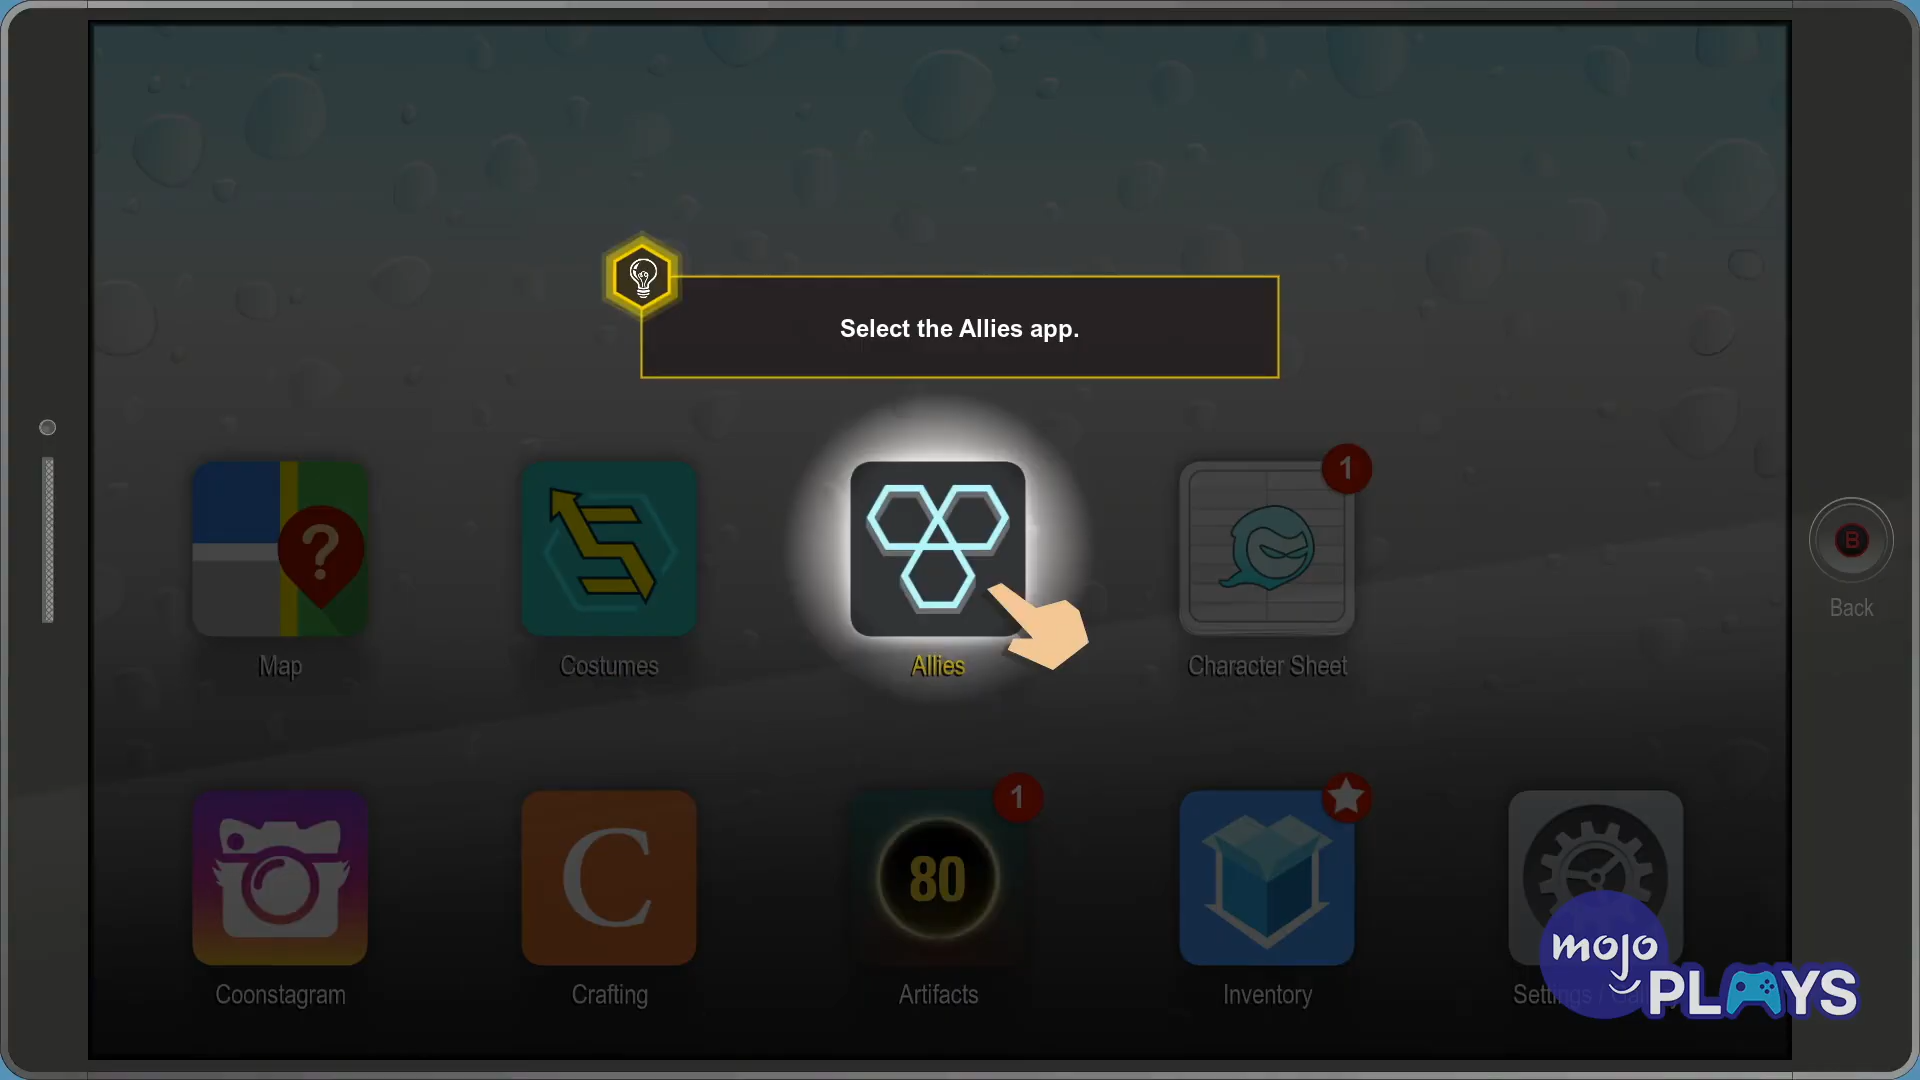 Select the Allies app.
1
?
B
Back
Map
Costumes
Allies
Character Sheet
1
C
80
Coonstagram
Crafting
Artifacts
Inventory
mojo
PLAYS